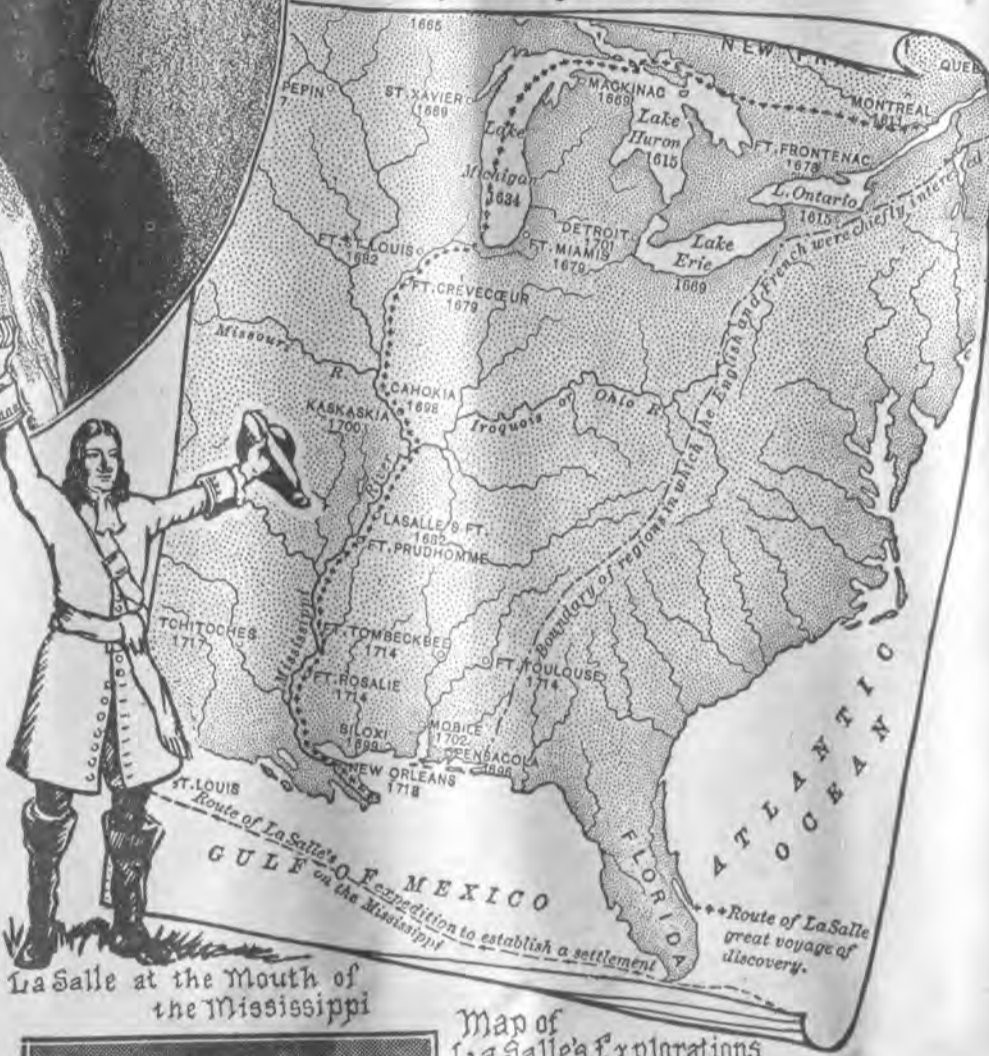 1665
NEW
PEPIN
ST. XAVIER
1669
MACKINAC
1669
MONTREAL
1611
Lake
Huron
1615
FT. FRONTENAC
1673
Lake
Michigan
1634
L. Ontario
1615
DETROIT
1701
FT. MIAMIS
1679
Lake
Erie
1669
FT. ST. LOUIS
1682
FT. CREVECŒUR
1679
Missouri R.
CAHOKIA
1698
KASKASKIA
1700
Iroquois or Ohio R.
Boundary of regions in which the English and French were chiefly interested
LASALLE'S FT.
1682
FT. PRUDHOMME
Mississippi River
TCHITOCHES
1717
FT. TOMBECKBEE
1714
FT. TOULOUSE
1714
FT. ROSALIE
1714
BILOXI
1699
MOBILE
1702
PENSACOLA
1696
NEW ORLEANS
1718
T. LOUIS
Route of LaSalle's expedition to establish a settlement
on the Mississippi
GULF OF MEXICO
FLORIDA
ATLANTIC
OCEAN
Route of LaSalle
great voyage of
discovery.
La Salle at the Mouth of
the Mississippi
Map of
La Salle's Explorations